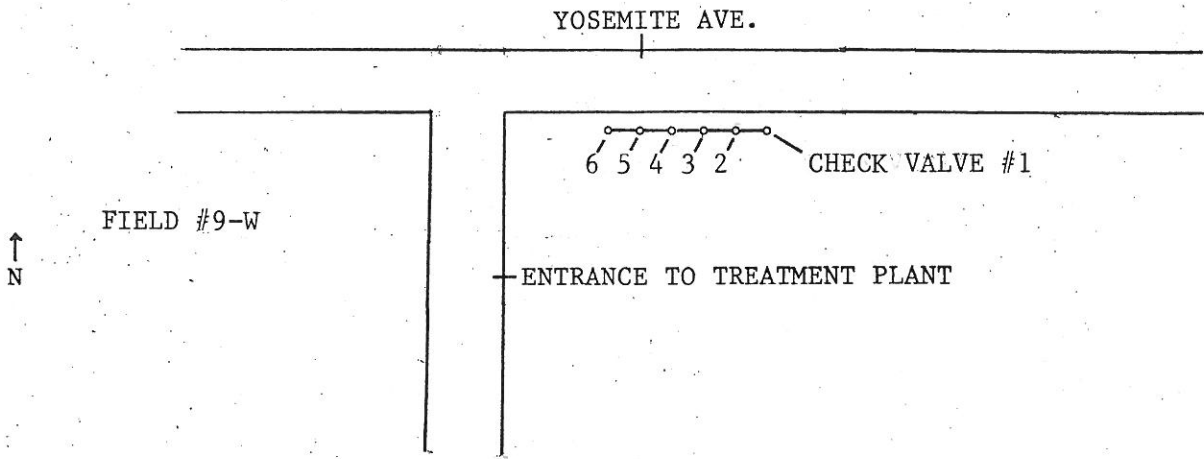 YOSEMITE AVE.
6 5 4 3 2 CHECK VALVE #1
FIELD #9-W
N
ENTRANCE TO TREATMENT PLANT